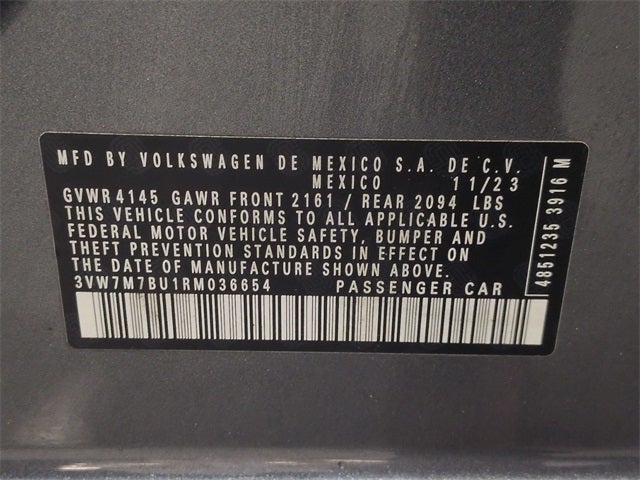 MFD BY VOLKSWAGEN DE MEXICO S.A. DE C.V.
MEXICO 11/23
GVWR 4145 GAWR FRONT 2161 / REAR 2094 LBS
THIS VEHICLE CONFORMS TO ALL APPLICABLE U.S.
FEDERAL MOTOR VEHICLE SAFETY, BUMPER AND
THEFT PREVENTION STANDARDS IN EFFECT ON
THE DATE OF MANUFACTURE SHOWN ABOVE.
3VW7M7BU1RM036654 PASSENGER CAR
4851235 3916 M